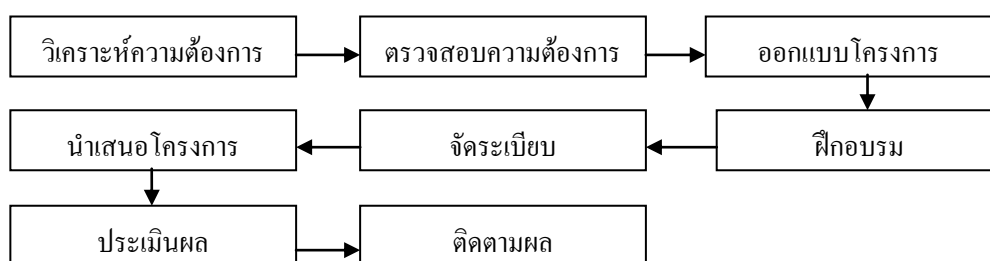 วิเคราะห์ความต้องการ
ตรวจสอบความต้องการ
ออกแบบโครงการ
ฝึกอบรม
จัดระเบียบ
นำเสนอโครงการ
ประเมินผล
ติดตามผล